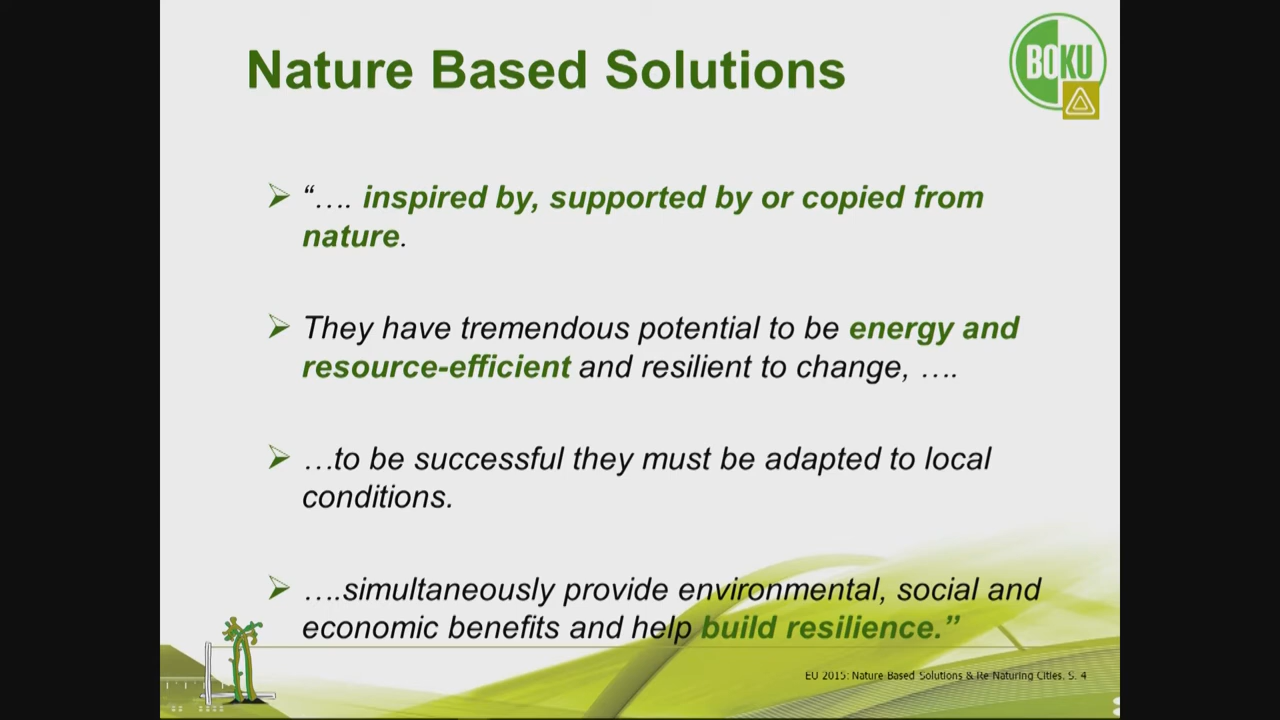 Nature Based Solutions
BOKU
“…. inspired by, supported by or copied from
nature.
They have tremendous potential to be energy and
resource-efficient and resilient to change, ….
…to be successful they must be adapted to local
conditions.
….simultaneously provide environmental, social and
economic benefits and help build resilience.”
EU 2015: Nature Based Solutions & Re Naturing Cities, S. 4